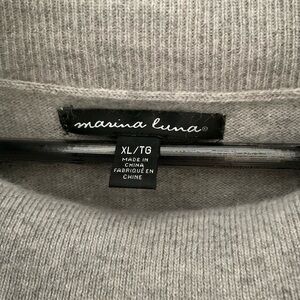 marina luna®
XL/TG
MADE IN
CHINA
FABRIQUÉ EN
CHINE